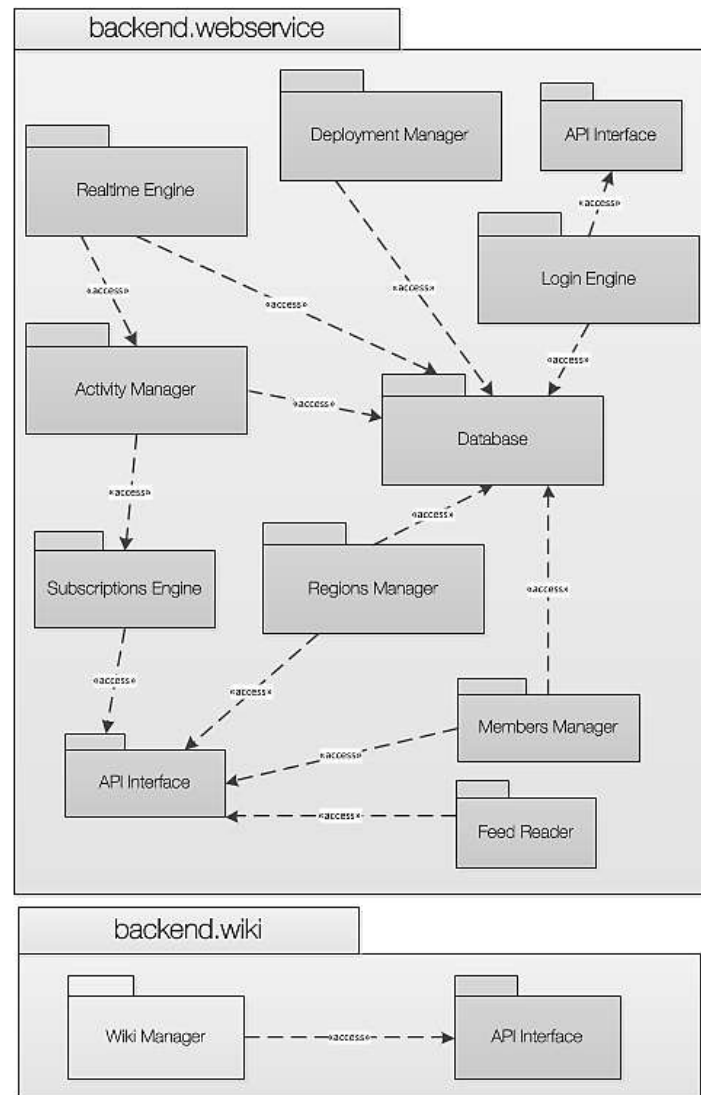 backend.webservice
Deployment Manager
API Interface
Realtime Engine
«access»
Login Engine
«access»
«access»
«access»
«access»
Activity Manager
«access»
Database
«access»
«access»
Subscriptions Engine
Regions Manager
«access»
«access»
«access»
Members Manager
«access»
API Interface
«access»
Feed Reader
backend.wiki
Wiki Manager
«access»
API Interface